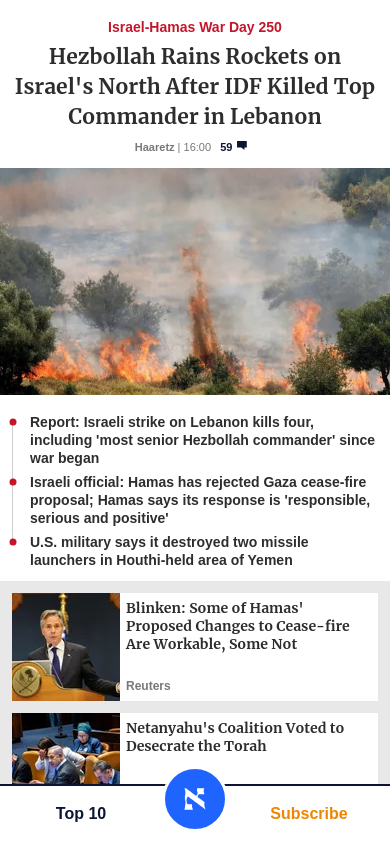 Israel-Hamas War Day 250
Hezbollah Rains Rockets on
Israel's North After IDF Killed Top
Commander in Lebanon
Haaretz | 16:00 59
Report: Israeli strike on Lebanon kills four,
including 'most senior Hezbollah commander' since
war began
Israeli official: Hamas has rejected Gaza cease-fire
proposal; Hamas says its response is 'responsible,
serious and positive'
U.S. military says it destroyed two missile
launchers in Houthi-held area of Yemen
Blinken: Some of Hamas'
Proposed Changes to Cease-fire
Are Workable, Some Not
Reuters
Netanyahu's Coalition Voted to
Desecrate the Torah
Top 10
א
Subscribe